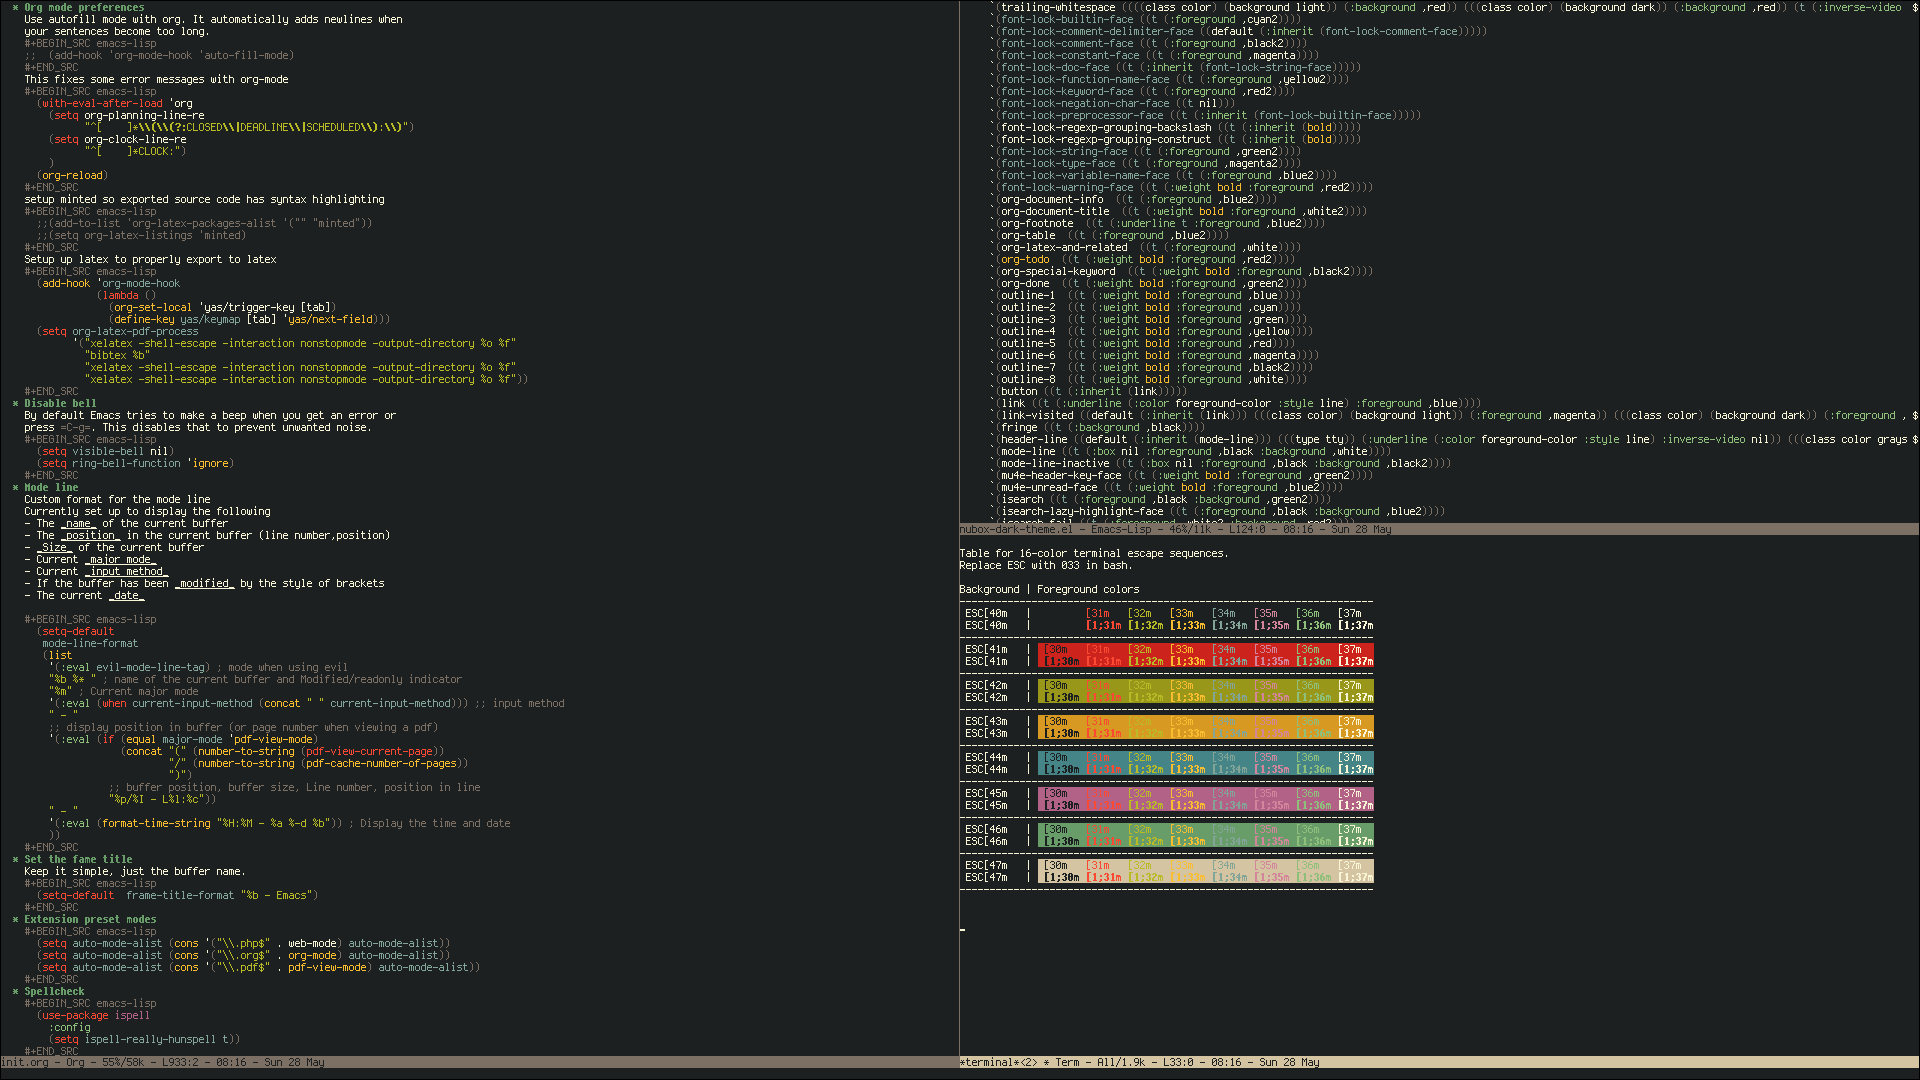 * Org mode preferences
Use autofill mode with org. It automatically adds newlines when
your sentences become too long.
#+BEGIN_SRC emacs-lisp
;;  (add-hook 'org-mode-hook 'auto-fill-mode)
#+END_SRC
This fixes some error messages with org-mode
#+BEGIN_SRC emacs-lisp
(with-eval-after-load 'org
(setq org-planning-line-re
"^[    ]*\\(\\(?:CLOSED\\|DEADLINE\\|SCHEDULED\\):\\)")
(setq org-clock-line-re
"^[    ]*CLOCK:")
)
(org-reload)
#+END_SRC
setup minted so exported source code has syntax highlighting
#+BEGIN_SRC emacs-lisp
;;(add-to-list 'org-latex-packages-alist '("" "minted"))
;;(setq org-latex-listings 'minted)
#+END_SRC
Setup up latex to properly export to latex
#+BEGIN_SRC emacs-lisp
(add-hook 'org-mode-hook
(lambda ()
(org-set-local 'yas/trigger-key [tab])
(define-key yas/keymap [tab] 'yas/next-field)))
(setq org-latex-pdf-process
'("xelatex -shell-escape -interaction nonstopmode -output-directory %o %f"
"bibtex %b"
"xelatex -shell-escape -interaction nonstopmode -output-directory %o %f"
"xelatex -shell-escape -interaction nonstopmode -output-directory %o %f"))
#+END_SRC
* Disable bell
By default Emacs tries to make a beep when you get an error or
press =C-g=. This disables that to prevent unwanted noise.
#+BEGIN_SRC emacs-lisp
(setq visible-bell nil)
(setq ring-bell-function 'ignore)
#+END_SRC
* Mode line
Custom format for the mode line
Currently set up to display the following
- The _name_ of the current buffer
- The _position_ in the current buffer (line number,position)
- _Size_ of the current buffer
- Current _major mode_
- Current _input method_
- If the buffer has been _modified_ by the style of brackets
- The current _date_
#+BEGIN_SRC emacs-lisp
(setq-default
mode-line-format
(list
'(:eval evil-mode-line-tag) ; mode when using evil
"%b %* " ; name of the current buffer and Modified/readonly indicator
"%m" ; Current major mode
'(:eval (when current-input-method (concat " " current-input-method))) ;; input method
" - "
;; display position in buffer (or page number when viewing a pdf)
'(:eval (if (equal major-mode 'pdf-view-mode)
(concat "(" (number-to-string (pdf-view-current-page))
"/" (number-to-string (pdf-cache-number-of-pages))
")")
;; buffer position, buffer size, Line number, position in line
"%p/%I - L%l:%c"))
" - "
'(:eval (format-time-string "%H:%M - %a %-d %b")) ; Display the time and date
))
#+END_SRC
* Set the fame title
Keep it simple, just the buffer name.
#+BEGIN_SRC emacs-lisp
(setq-default  frame-title-format "%b - Emacs")
#+END_SRC
* Extension preset modes
#+BEGIN_SRC emacs-lisp
(setq auto-mode-alist (cons '("\\.php$" . web-mode) auto-mode-alist))
(setq auto-mode-alist (cons '("\\.org$" . org-mode) auto-mode-alist))
(setq auto-mode-alist (cons '("\\.pdf$" . pdf-view-mode) auto-mode-alist))
#+END_SRC
* Spellcheck
#+BEGIN_SRC emacs-lisp
(use-package ispell
:config
(setq ispell-really-hunspell t))
#+END_SRC
init.org - Org - 55%/58k - L933:2 - 08:16 - Sun 28 May
`(trailing-whitespace ((((class color) (background light)) (:background ,red)) (((class color) (background dark)) (:background ,red)) (t (:inverse-video $
`(font-lock-builtin-face ((t (:foreground ,cyan2))))
`(font-lock-comment-delimiter-face ((default (:inherit (font-lock-comment-face)))))
`(font-lock-comment-face ((t (:foreground ,black2))))
`(font-lock-constant-face ((t (:foreground ,magenta))))
`(font-lock-doc-face ((t (:inherit (font-lock-string-face)))))
`(font-lock-function-name-face ((t (:foreground ,yellow2))))
`(font-lock-keyword-face ((t (:foreground ,red2))))
`(font-lock-negation-char-face ((t nil)))
`(font-lock-preprocessor-face ((t (:inherit (font-lock-builtin-face)))))
`(font-lock-regexp-grouping-backslash ((t (:inherit (bold)))))
`(font-lock-regexp-grouping-construct ((t (:inherit (bold)))))
`(font-lock-string-face ((t (:foreground ,green2))))
`(font-lock-type-face ((t (:foreground ,magenta2))))
`(font-lock-variable-name-face ((t (:foreground ,blue2))))
`(font-lock-warning-face ((t (:weight bold :foreground ,red2))))
`(org-document-info  ((t (:foreground ,blue2))))
`(org-document-title  ((t (:weight bold :foreground ,white2))))
`(org-footnote  ((t (:underline t :foreground ,blue2))))
`(org-table  ((t (:foreground ,blue2))))
`(org-latex-and-related  ((t (:foreground ,white))))
`(org-todo  ((t (:weight bold :foreground ,red2))))
`(org-special-keyword  ((t (:weight bold :foreground ,black2))))
`(org-done  ((t (:weight bold :foreground ,green2))))
`(outline-1  ((t (:weight bold :foreground ,blue))))
`(outline-2  ((t (:weight bold :foreground ,cyan))))
`(outline-3  ((t (:weight bold :foreground ,green))))
`(outline-4  ((t (:weight bold :foreground ,yellow))))
`(outline-5  ((t (:weight bold :foreground ,red))))
`(outline-6  ((t (:weight bold :foreground ,magenta))))
`(outline-7  ((t (:weight bold :foreground ,black2))))
`(outline-8  ((t (:weight bold :foreground ,white))))
`(button ((t (:inherit (link)))))
`(link ((t (:underline (:color foreground-color :style line) :foreground ,blue))))
`(link-visited ((default (:inherit (link))) (((class color) (background light)) (:foreground ,magenta)) (((class color) (background dark)) (:foreground , $
`(fringe ((t (:background ,black))))
`(header-line ((default (:inherit (mode-line))) (((type tty)) (:underline (:color foreground-color :style line) :inverse-video nil)) (((class color grays $
`(mode-line ((t (:box nil :foreground ,black :background ,white))))
`(mode-line-inactive ((t (:box nil :foreground ,black :background ,black2))))
`(mu4e-header-key-face ((t (:weight bold :foreground ,green2))))
`(mu4e-unread-face ((t (:weight bold :foreground ,blue2))))
`(isearch ((t (:foreground ,black :background ,green2))))
`(isearch-lazy-highlight-face ((t (:foreground ,black :background ,blue2))))
`(isearch-fail ((t (:foreground ,white2 :background ,red2))))
nubox-dark-theme.el - Emacs-Lisp - 46%/11k - L124:0 - 08:16 - Sun 28 May
Table for 16-color terminal escape sequences.
Replace ESC with 033 in bash.
Background | Foreground colors
---------------------------------------------------------------------
ESC[40m   |         [31m   [32m   [33m   [34m   [35m   [36m   [37m
ESC[40m   |         [1;31m [1;32m [1;33m [1;34m [1;35m [1;36m [1;37m
---------------------------------------------------------------------
ESC[41m   |  [30m   [31m   [32m   [33m   [34m   [35m   [36m   [37m
ESC[41m   |  [1;30m [1;31m [1;32m [1;33m [1;34m [1;35m [1;36m [1;37m
---------------------------------------------------------------------
ESC[42m   |  [30m   [31m   [32m   [33m   [34m   [35m   [36m   [37m
ESC[42m   |  [1;30m [1;31m [1;32m [1;33m [1;34m [1;35m [1;36m [1;37m
---------------------------------------------------------------------
ESC[43m   |  [30m   [31m   [32m   [33m   [34m   [35m   [36m   [37m
ESC[43m   |  [1;30m [1;31m [1;32m [1;33m [1;34m [1;35m [1;36m [1;37m
---------------------------------------------------------------------
ESC[44m   |  [30m   [31m   [32m   [33m   [34m   [35m   [36m   [37m
ESC[44m   |  [1;30m [1;31m [1;32m [1;33m [1;34m [1;35m [1;36m [1;37m
---------------------------------------------------------------------
ESC[45m   |  [30m   [31m   [32m   [33m   [34m   [35m   [36m   [37m
ESC[45m   |  [1;30m [1;31m [1;32m [1;33m [1;34m [1;35m [1;36m [1;37m
---------------------------------------------------------------------
ESC[46m   |  [30m   [31m   [32m   [33m   [34m   [35m   [36m   [37m
ESC[46m   |  [1;30m [1;31m [1;32m [1;33m [1;34m [1;35m [1;36m [1;37m
---------------------------------------------------------------------
ESC[47m   |  [30m   [31m   [32m   [33m   [34m   [35m   [36m   [37m
ESC[47m   |  [1;30m [1;31m [1;32m [1;33m [1;34m [1;35m [1;36m [1;37m
---------------------------------------------------------------------
*terminal*<2> * Term - All/1.9k - L33:0 - 08:16 - Sun 28 May